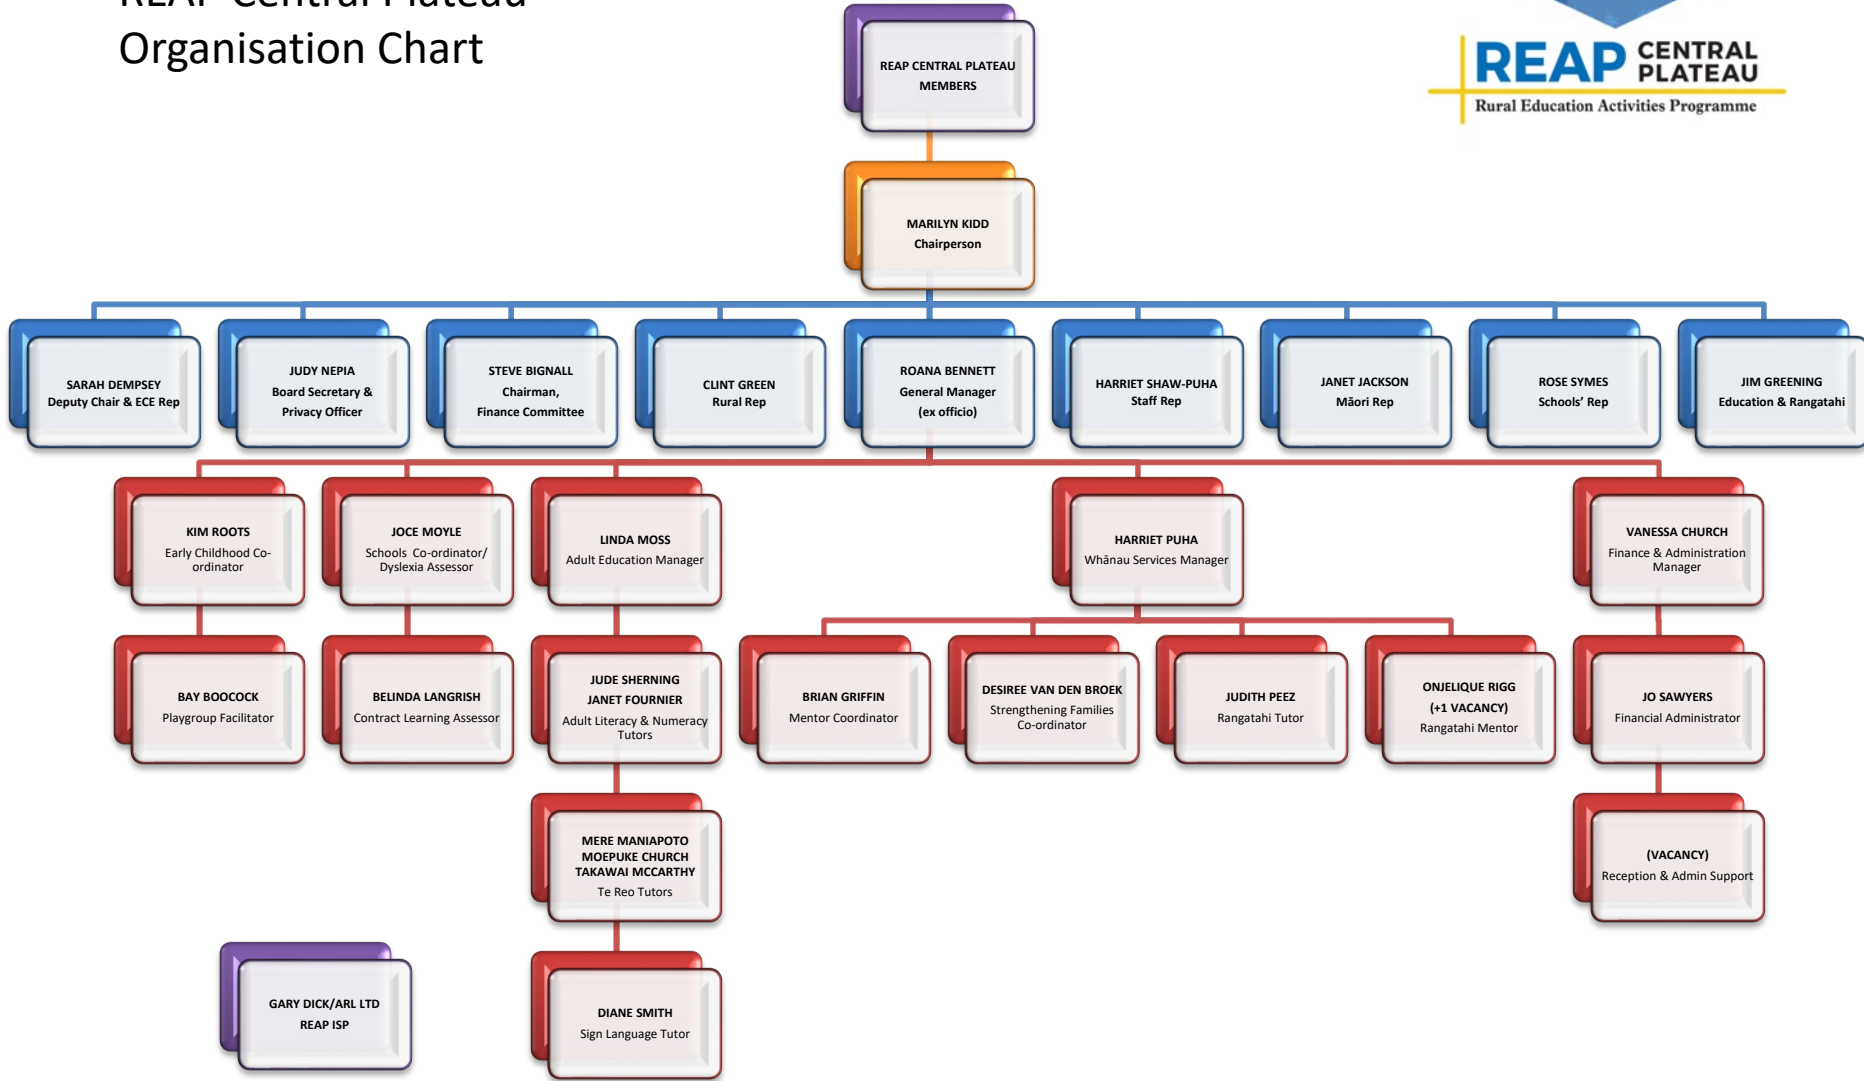 REAP Central Plateau
Organisation Chart
REAP CENTRAL PLATEAU
MEMBERS
REAP CENTRAL
PLATEAU
Rural Education Activities Programme
MARILYN KIDD
Chairperson
SARAH DEMPSEY
Deputy Chair & ECE Rep
JUDY NEPIA
Board Secretary &
Privacy Officer
STEVE BIGNALL
Chairman,
Finance Committee
CLINT GREEN
Rural Rep
ROANA BENNETT
General Manager
(ex officio)
HARRIET SHAW-PUHA
Staff Rep
JANET JACKSON
Māori Rep
ROSE SYMES
Schools' Rep
JIM GREENING
Education & Rangatahi
KIM ROOTS
Early Childhood Co-
ordinator
JOCE MOYLE
Schools Co-ordinator/
Dyslexia Assessor
LINDA MOSS
Adult Education Manager
HARRIET PUHA
Whānau Services Manager
VANESSA CHURCH
Finance & Administration
Manager
BAY BOOCOCK
Playgroup Facilitator
BELINDA LANGRISH
Contract Learning Assessor
JUDE SHERNING
JANET FOURNIER
Adult Literacy & Numeracy
Tutors
BRIAN GRIFFIN
Mentor Coordinator
DESIREE VAN DEN BROEK
Strengthening Families
Co-ordinator
JUDITH PEEZ
Rangatahi Tutor
ONJELIQUE RIGG
(+1 VACANCY)
Rangatahi Mentor
JO SAWYERS
Financial Administrator
MERE MANIAPOTO
MOEPUKE CHURCH
TAKAWAI MCCARTHY
Te Reo Tutors
(VACANCY)
Reception & Admin Support
GARY DICK/ARL LTD
REAP ISP
DIANE SMITH
Sign Language Tutor